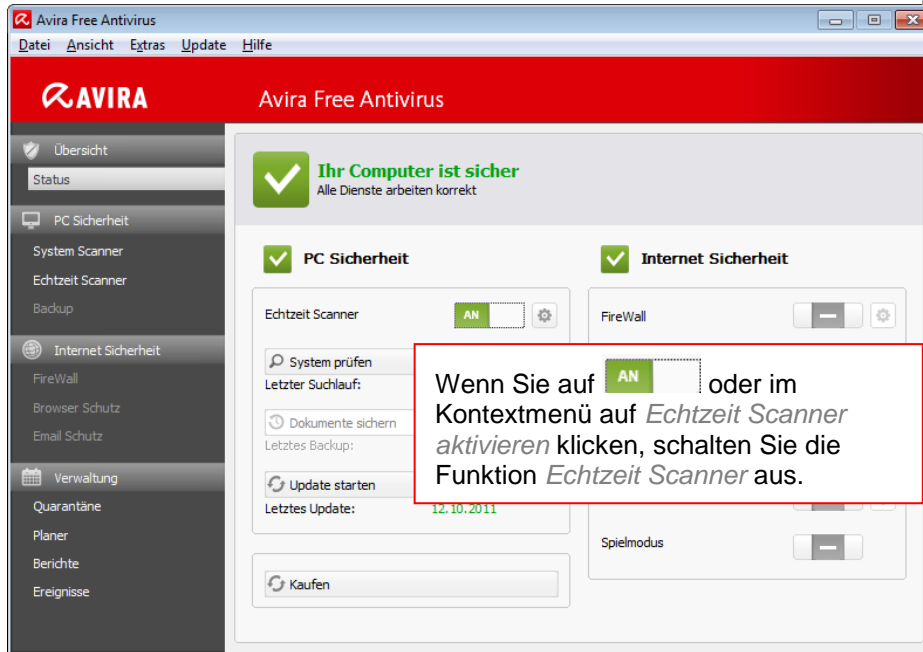 Avira Free Antivirus
Datei Ansicht Extras Update Hilfe
AVIRA
Avira Free Antivirus
Übersicht
Status
PC Sicherheit
System Scanner
Echtzeit Scanner
Backup
Internet Sicherheit
FireWall
Browser Schutz
Email Schutz
Verwaltung
Quarantäne
Planer
Berichte
Ereignisse
Ihr Computer ist sicher
Alle Dienste arbeiten korrekt
PC Sicherheit
Echtzeit Scanner AN
System prüfen
Letzter Suchlauf:
Dokumente sichern
Letztes Backup:
Update starten
Letztes Update: 12.10.2011
Kaufen
Internet Sicherheit
FireWall
Wenn Sie auf AN oder im
Kontextmenü auf Echtzeit Scanner
aktivieren klicken, schalten Sie die
Funktion Echtzeit Scanner aus.
Spielmodus